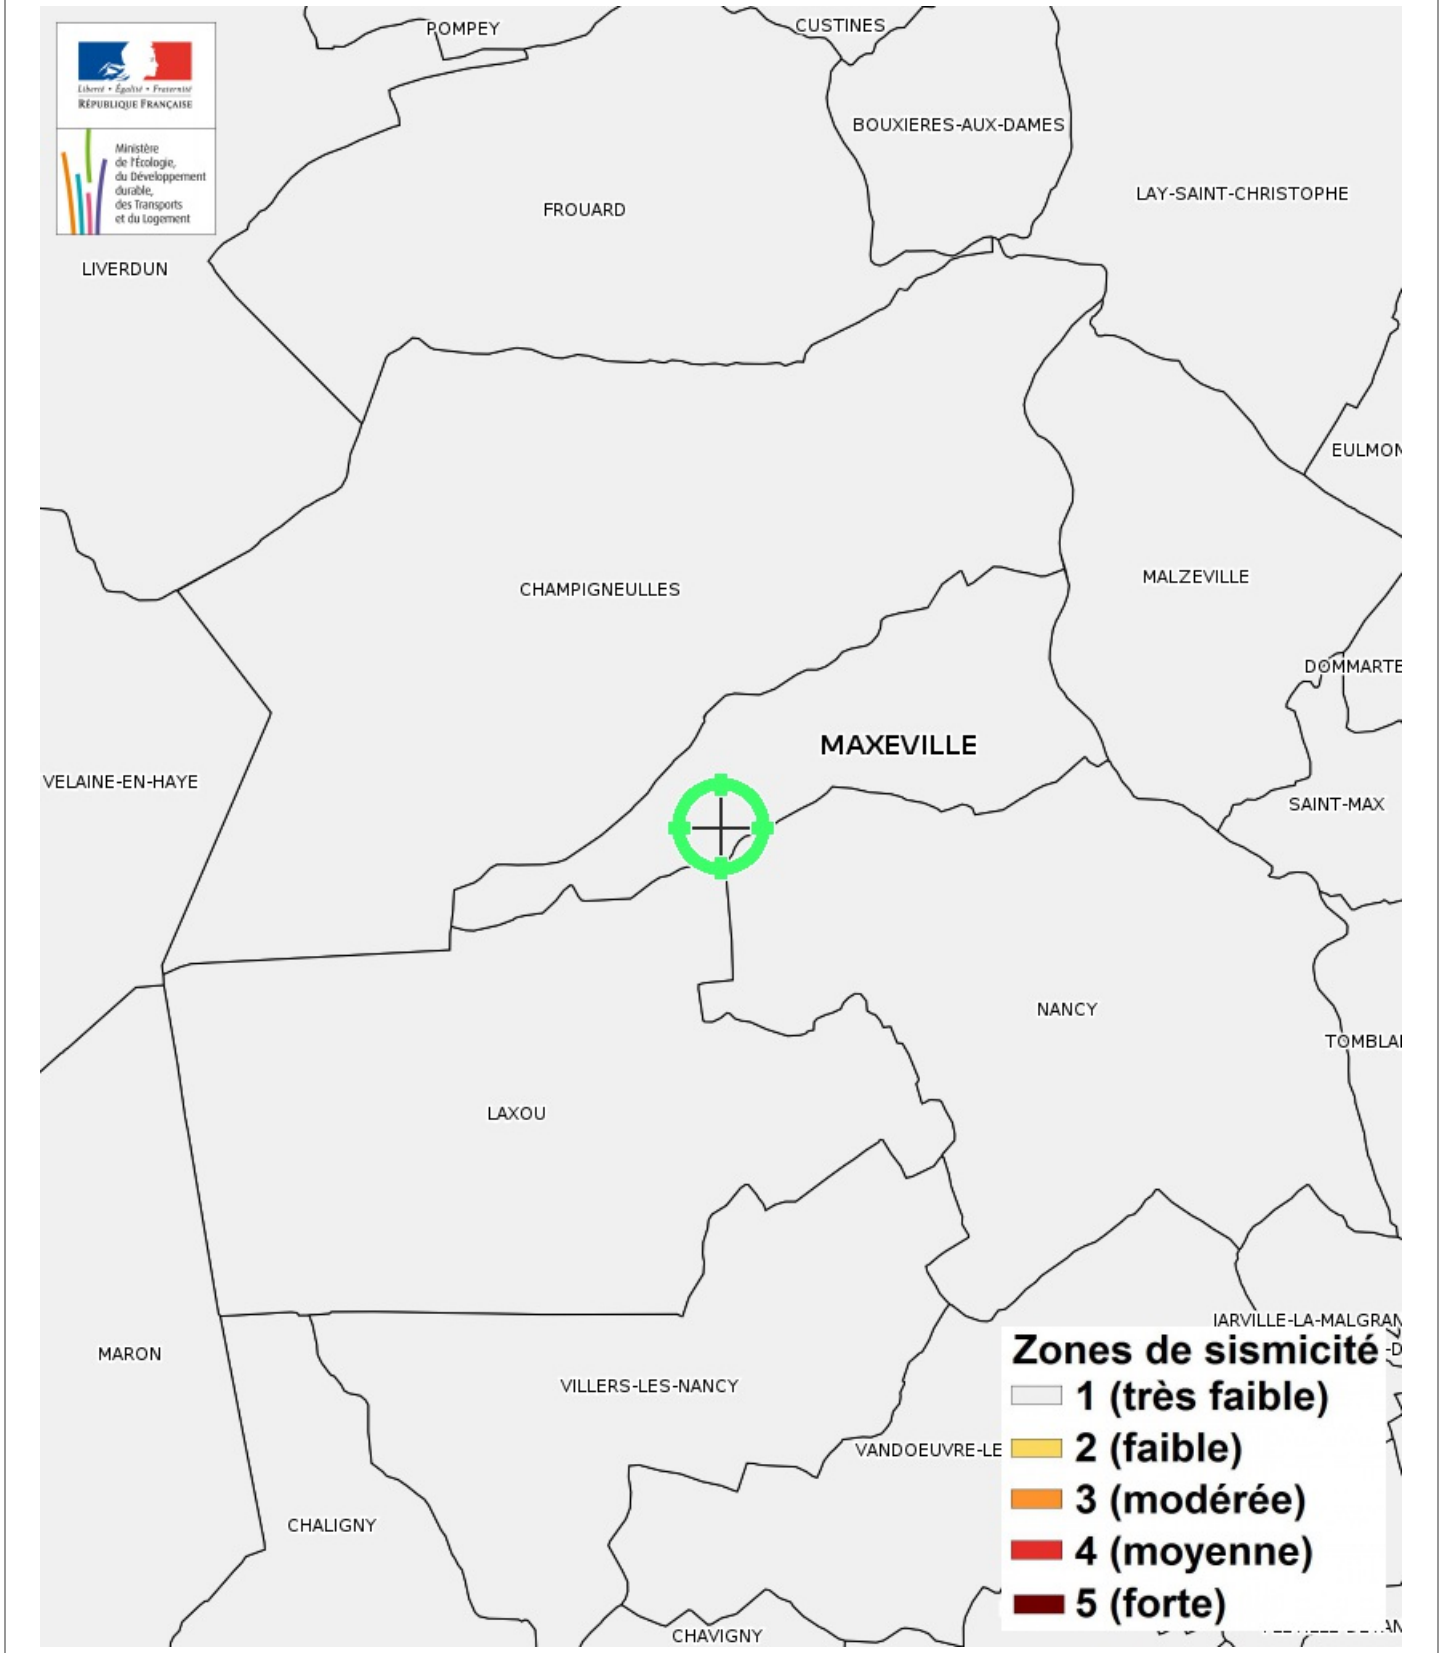 POMPEY
CUSTINES
Liberté • Égalité • Fraternité
RÉPUBLIQUE FRANÇAISE
BOUXIERES-AUX-DAMES
Ministère
de l'Écologie,
du Développement
durable,
des Transports
et du Logement
LAY-SAINT-CHRISTOPHE
FROUARD
LIVERDUN
EULMON
CHAMPIGNEULLES
MALZEVILLE
DOMMARTE
MAXEVILLE
VELAINE-EN-HAYE
SAINT-MAX
NANCY
TOMBLAI
LAXOU
IARVILLE-LA-MALGRAN
MARON
VILLERS-LES-NANCY
VANDOEUVRE-LE
CHALIGNY
CHAVIGNY
Zones de sismicité
1 (très faible)
2 (faible)
3 (modérée)
4 (moyenne)
5 (forte)